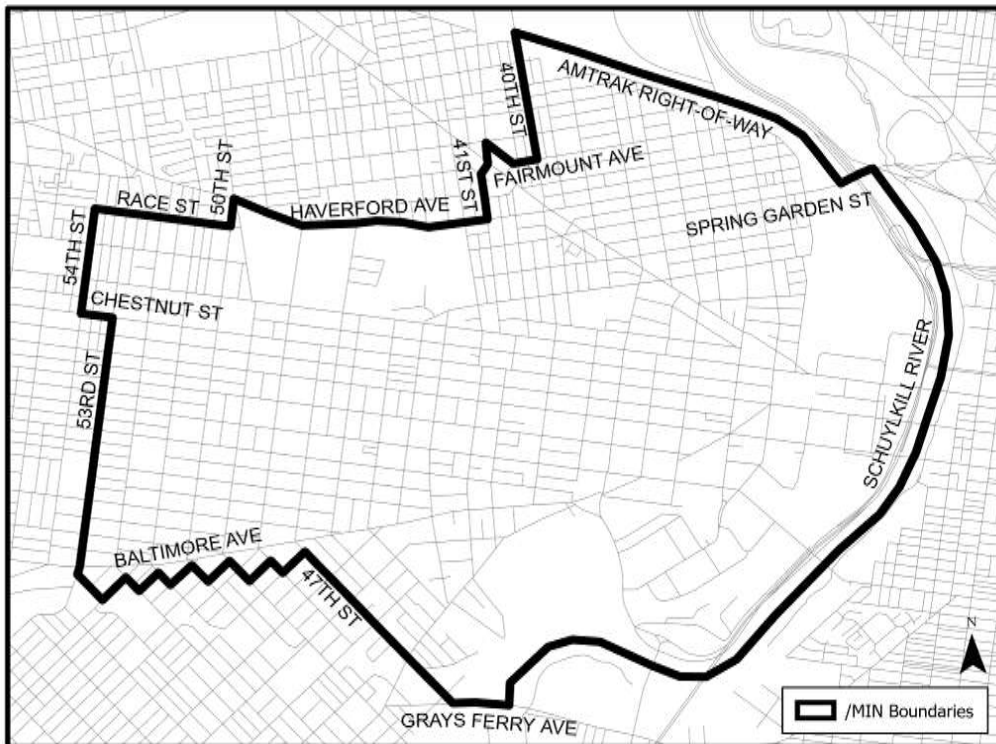 40TH ST
AMTRAK RIGHT-OF-WAY
41ST ST
FAIRMOUNT AVE
50TH ST
RACE ST
HAVERFORD AVE
SPRING GARDEN ST
54TH ST
CHESTNUT ST
53RD ST
SCHUYLKILL RIVER
BALTIMORE AVE
47TH ST
N
GRAYS FERRY AVE
/MIN Boundaries